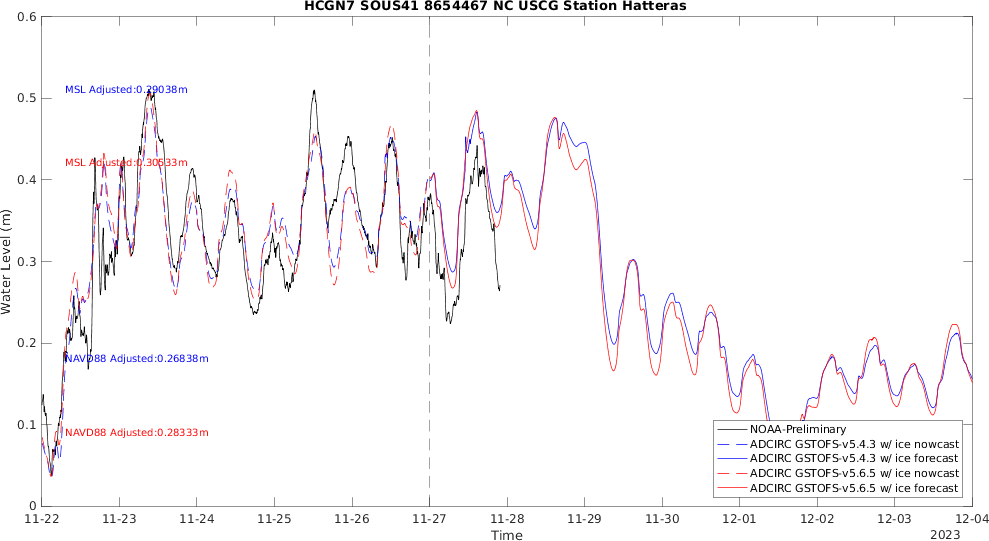 HCGN7 SOUS41 8654467 NC USCG Station Hatteras
Water Level (m)
0.6
0.5
0.4
0.3
0.2
0.1
0
MSL Adjusted:0.29038m
MSL Adjusted:0.30533m
NAVD88 Adjusted:0.26838m
NAVD88 Adjusted:0.28333m
NOAA-Preliminary
ADCIRC GSTOFS-v5.4.3 w/ ice nowcast
ADCIRC GSTOFS-v5.4.3 w/ ice forecast
ADCIRC GSTOFS-v5.6.5 w/ ice nowcast
ADCIRC GSTOFS-v5.6.5 w/ ice forecast
11-22 11-23 11-24 11-25 11-26 11-27 11-28 11-29 11-30 12-01 12-02 12-03 12-04
Time
2023